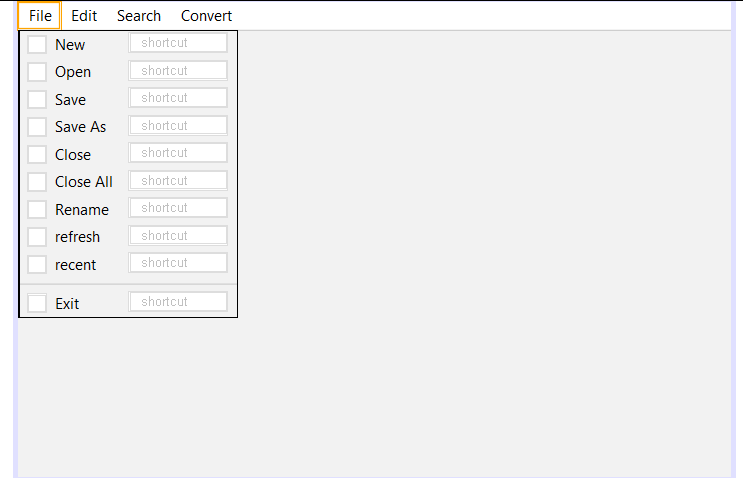 File Edit Search Convert
New shortcut
Open shortcut
Save shortcut
Save As shortcut
Close shortcut
Close All shortcut
Rename shortcut
refresh shortcut
recent shortcut
Exit shortcut